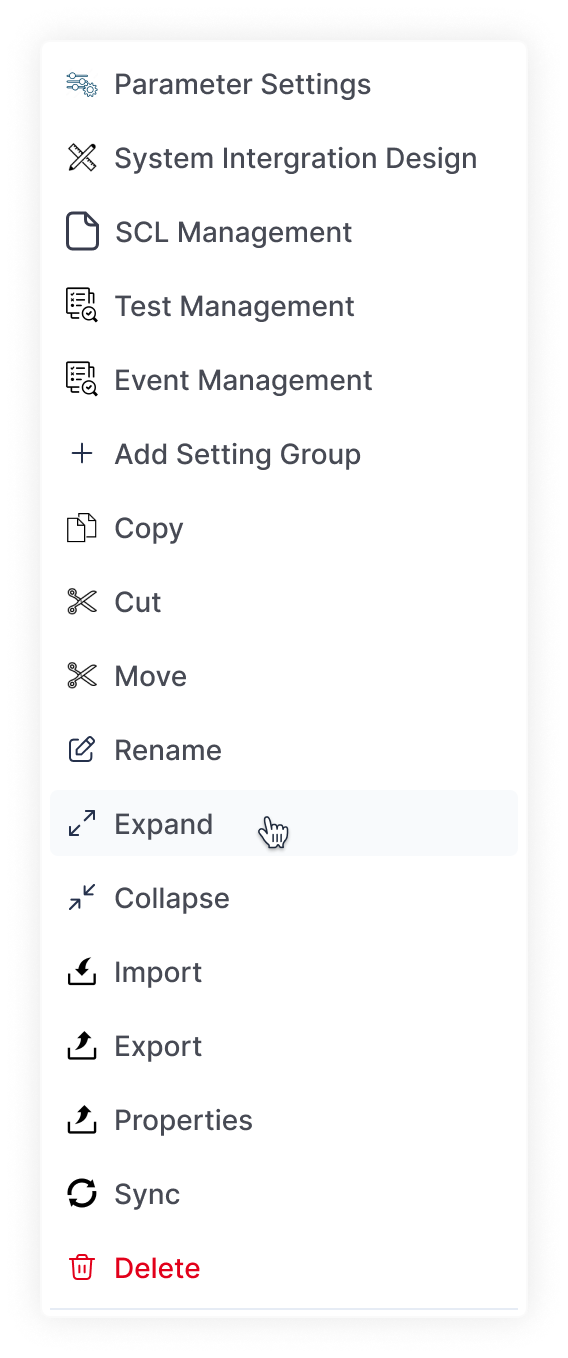 Parameter Settings
System Intergration Design
SCL Management
Test Management
Event Management
Add Setting Group
Copy
Cut
Move
Rename
Expand
Collapse
Import
Export
Properties
Sync
Delete